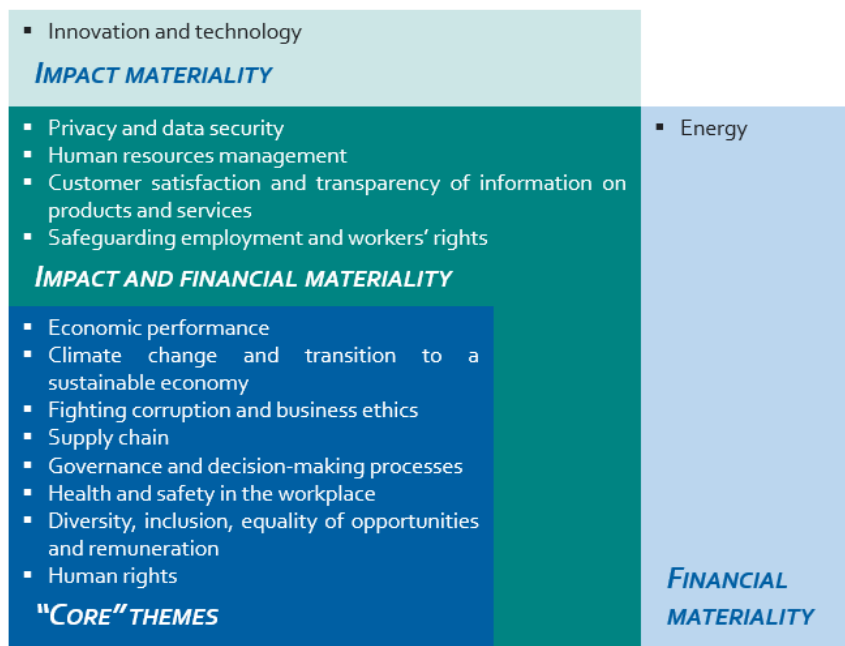 ▪ Innovation and technology
IMPACT MATERIALITY
▪ Privacy and data security
▪ Human resources management
▪ Customer satisfaction and transparency of information on
products and services
▪ Safeguarding employment and workers’ rights
IMPACT AND FINANCIAL MATERIALITY
▪ Economic performance
▪ Climate change and transition to a
sustainable economy
▪ Fighting corruption and business ethics
▪ Supply chain
▪ Governance and decision-making processes
▪ Health and safety in the workplace
▪ Diversity, inclusion, equality of opportunities
and remuneration
▪ Human rights
“CORE” THEMES
▪ Energy
FINANCIAL
MATERIALITY